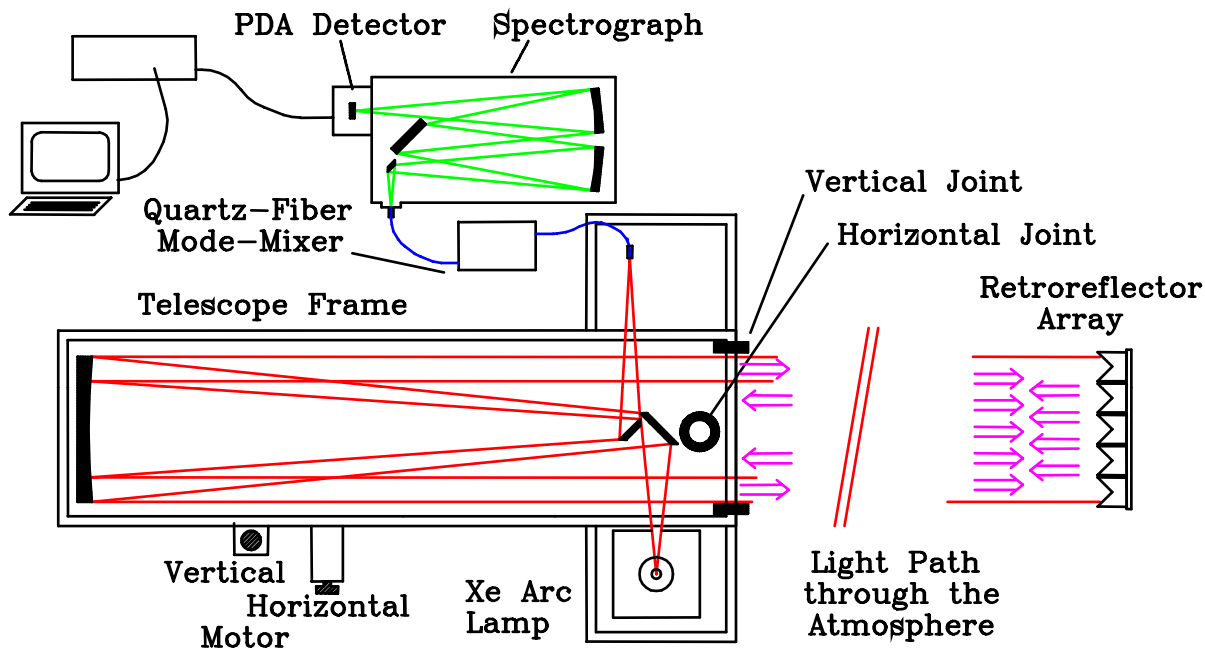 PDA Detector
Spectrograph
Quartz-Fiber
Mode-Mixer
Vertical Joint
Horizontal Joint
Telescope Frame
Retroreflector
Array
Vertical
Horizontal
Motor
Xe Arc
Lamp
Light Path
through the
Atmosphere